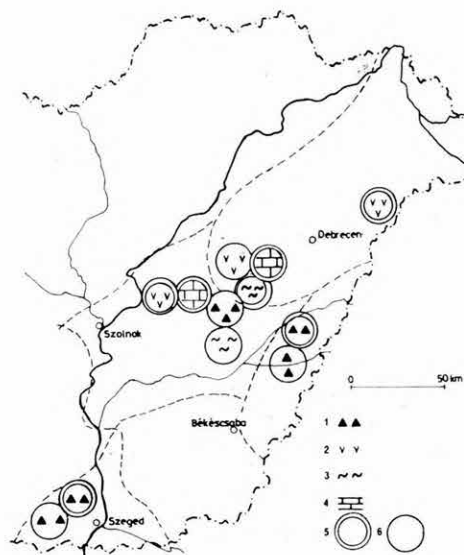 Debrecen
Szolnok
0 50 km
Békéscsaba
1
2
3
4
5 6
Szeged